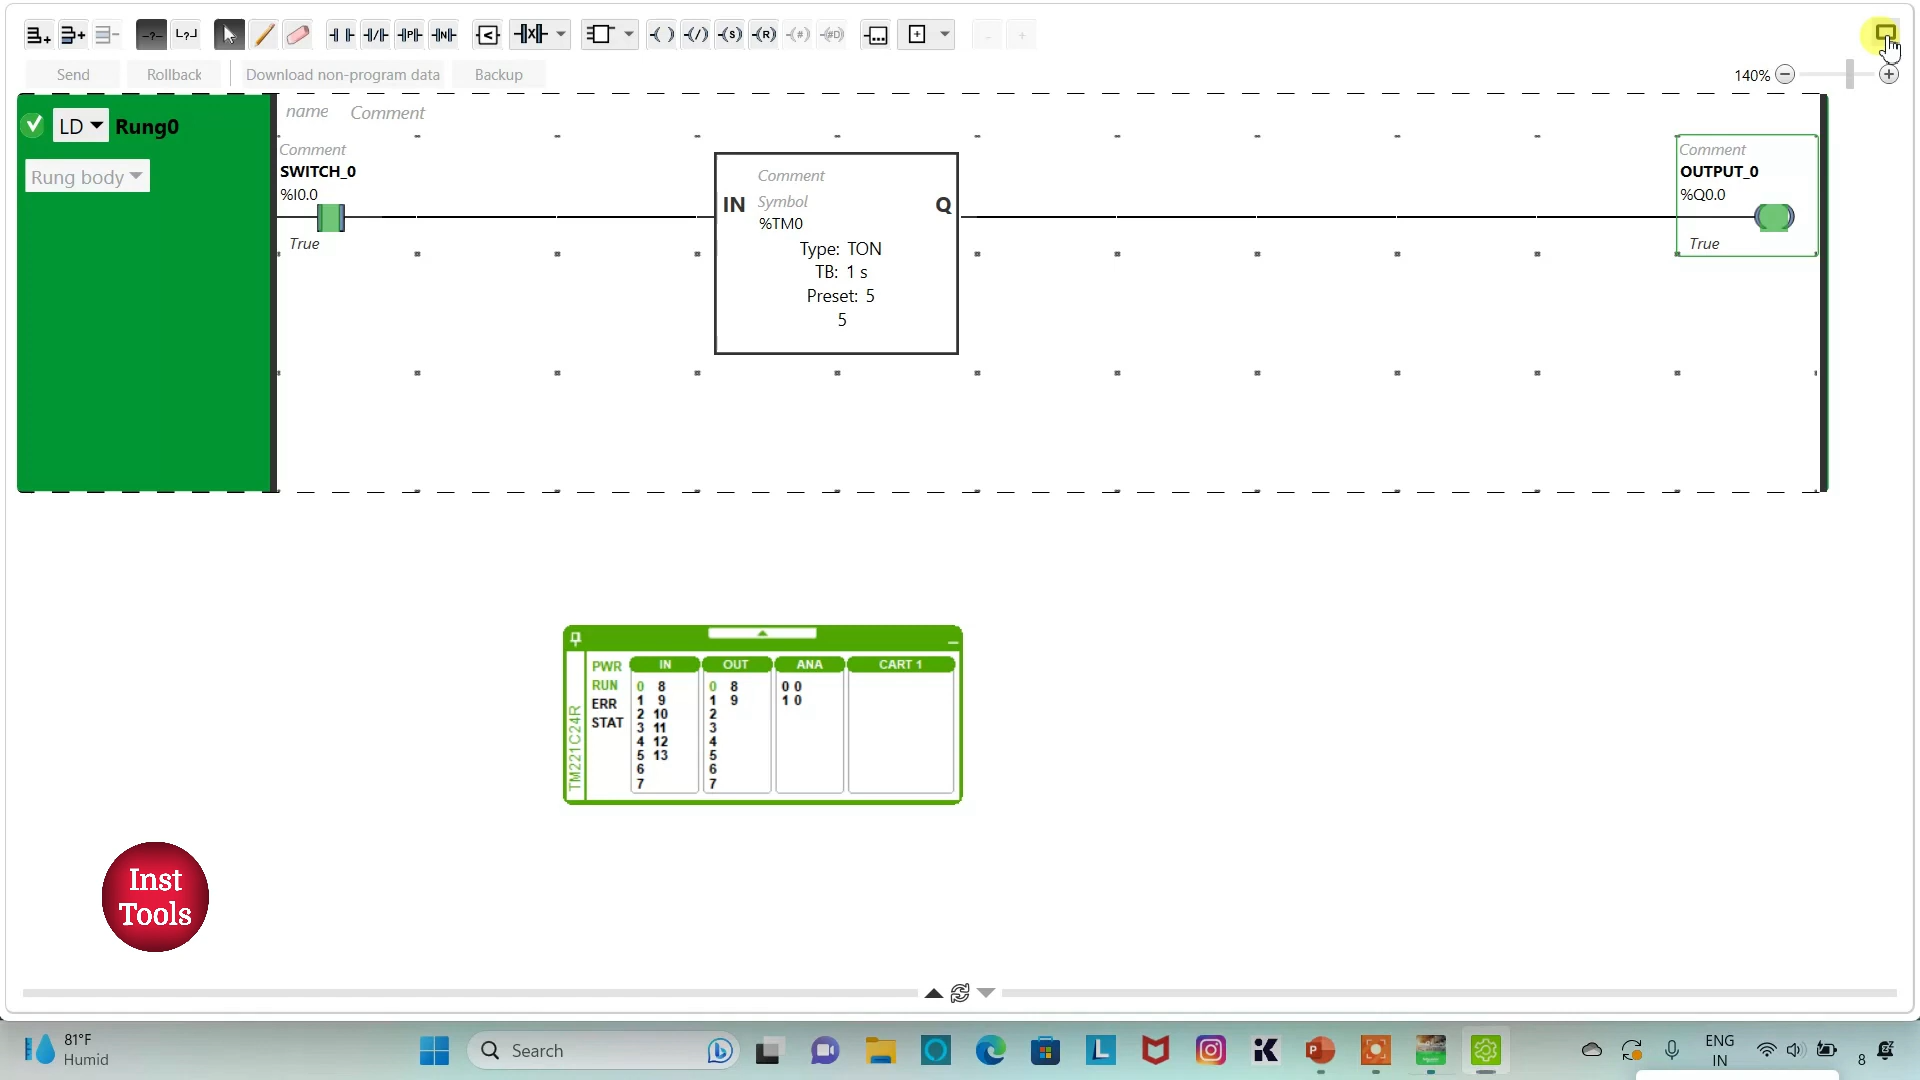 Send Rollback Download non-program data Backup
140%
LD Rung0
Rung body
name Comment
Comment
SWITCH_0
%I0.0
True
Comment
IN Symbol Q
%TM0
Type: TON
TB: 1 s
Preset: 5
5
Comment
OUTPUT_0
%Q0.0
True
TM221C24R
PWR
RUN
ERR
STAT
IN
0 8
1 9
2 10
3 11
4 12
5 13
6
7
OUT
0 8
1 9
2
3
4
5
6
7
ANA
0 0
1 0
CART 1
Inst
Tools
81°F
Humid
Search
ENG
IN
8